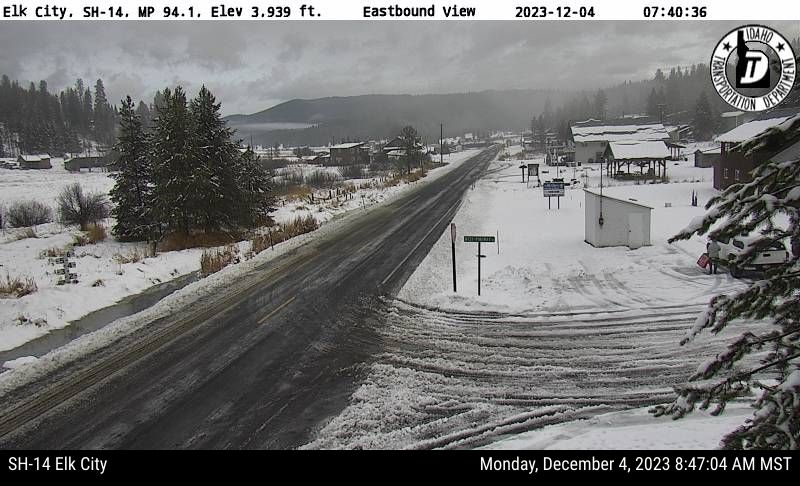 Elk City, SH-14, MP 94.1, Elev 3,939 ft. Eastbound View 2023-12-04 07:40:36
IDAHO
TRANSPORTATION DEPARTMENT
SH-14 Elk City Monday, December 4, 2023 8:47:04 AM MST